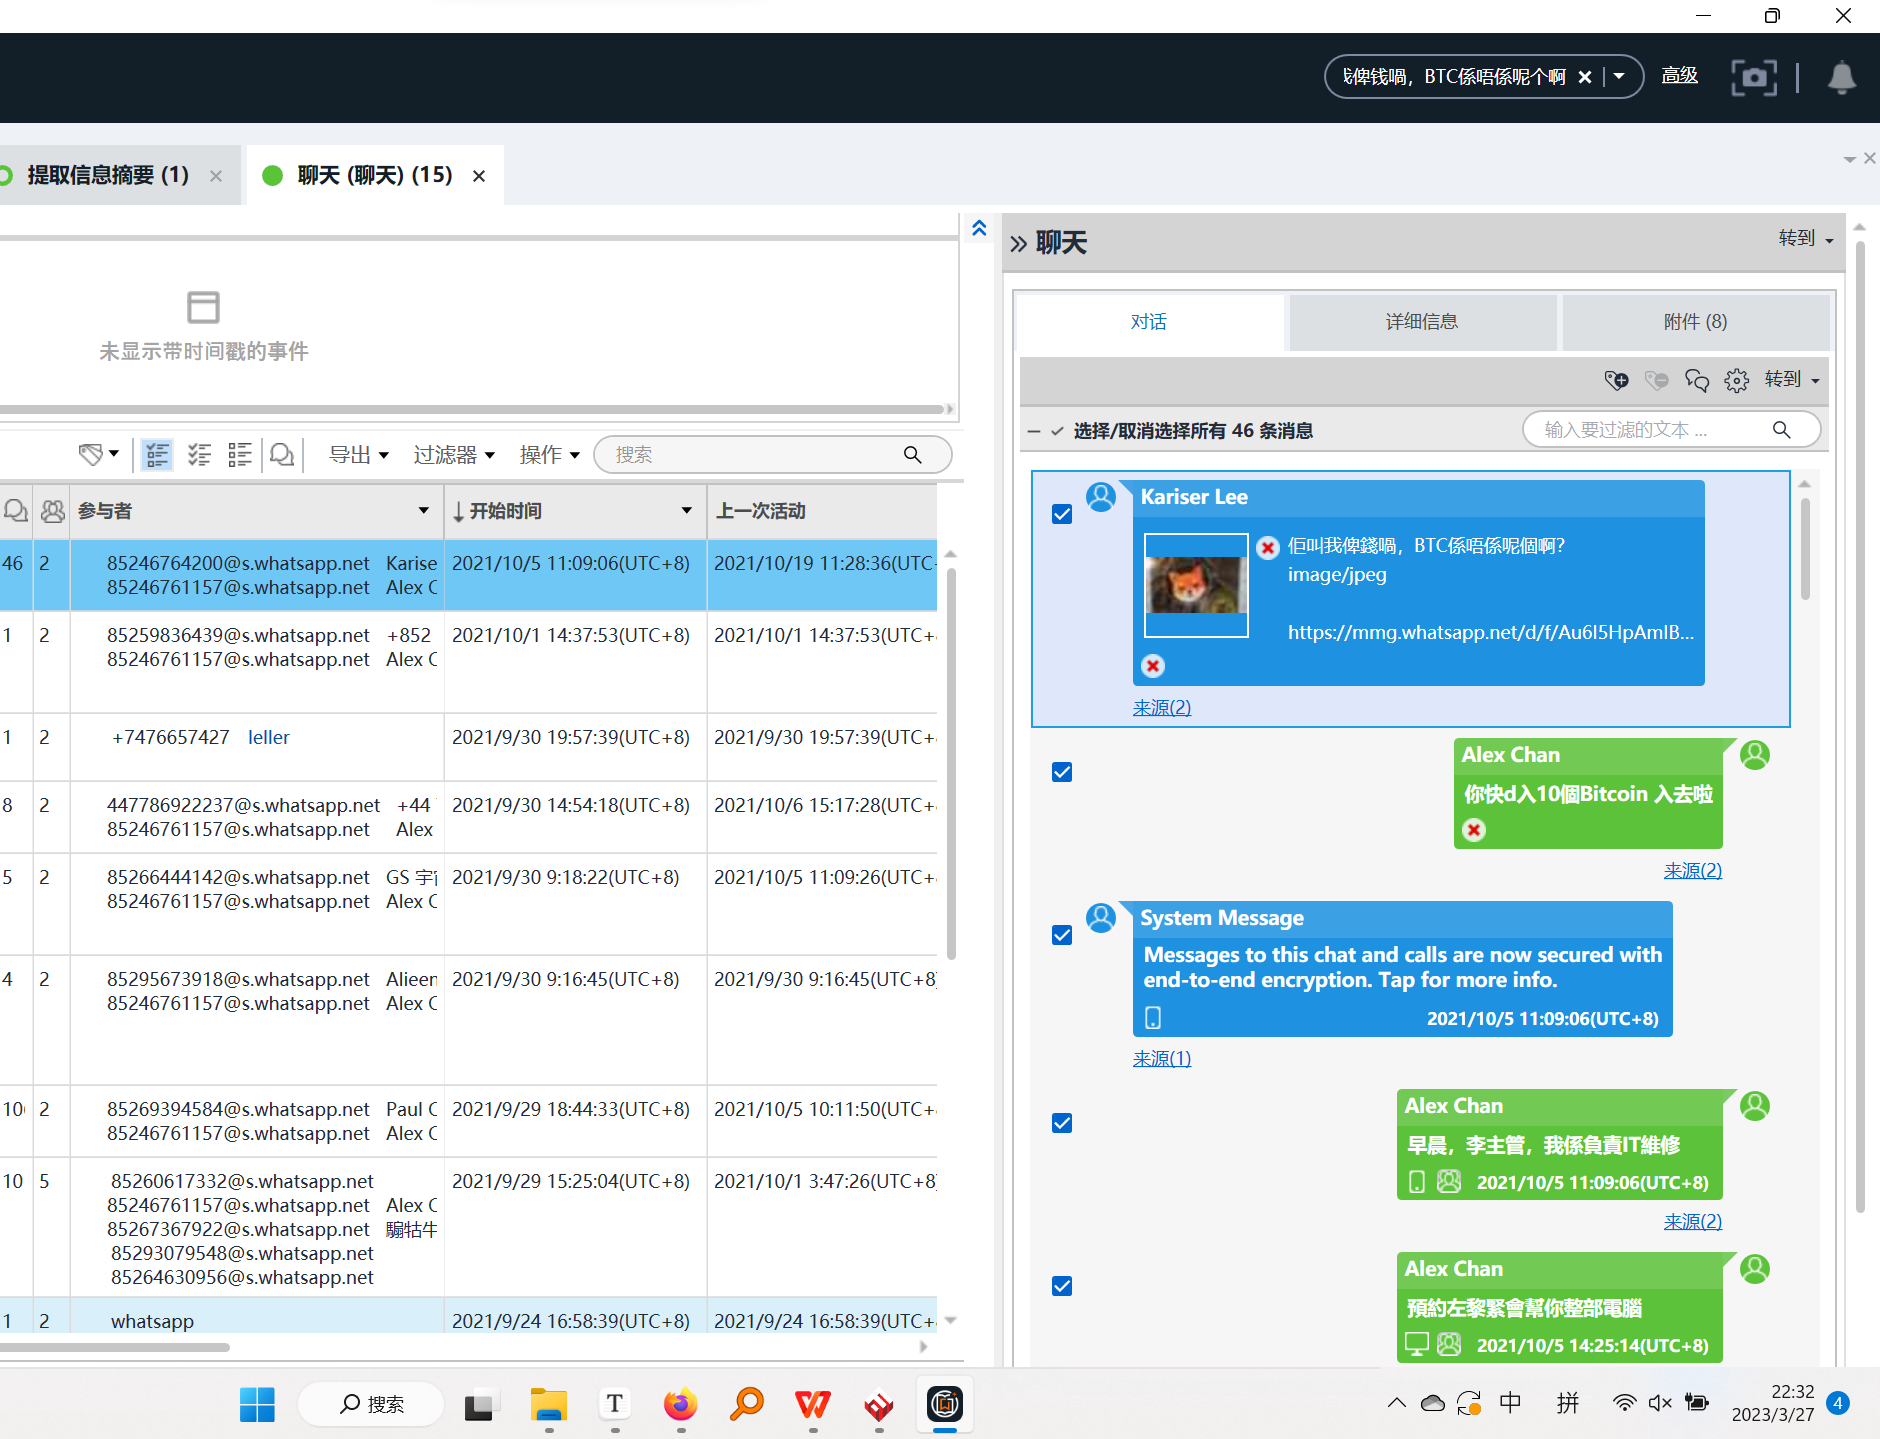 戈俾钱喎，BTC係唔係呢个啊
高级
提取信息摘要 (1)
聊天 (聊天) (15)
聊天
转到
未显示带时间戳的事件
对话
详细信息
附件 (8)
转到
选择/取消选择所有 46 条消息
输入要过滤的文本 ...
导出
过滤器
操作
搜索
参与者
开始时间
上一次活动
46 2 85246764200@s.whatsapp.net Karise 2021/10/5 11:09:06(UTC+8) 2021/10/19 11:28:36(UTC-
85246761157@s.whatsapp.net Alex C
1 2 85259836439@s.whatsapp.net +852 2021/10/1 14:37:53(UTC+8) 2021/10/1 14:37:53(UTC+
85246761157@s.whatsapp.net Alex C
1 2 +7476657427 leller 2021/9/30 19:57:39(UTC+8) 2021/9/30 19:57:39(UTC+
8 2 447786922237@s.whatsapp.net +44 2021/9/30 14:54:18(UTC+8) 2021/10/6 15:17:28(UTC+
85246761157@s.whatsapp.net Alex
5 2 85266444142@s.whatsapp.net GS 宇 2021/9/30 9:18:22(UTC+8) 2021/10/5 11:09:26(UTC+
85246761157@s.whatsapp.net Alex C
4 2 85295673918@s.whatsapp.net Alieen 2021/9/30 9:16:45(UTC+8) 2021/9/30 9:16:45(UTC+8)
85246761157@s.whatsapp.net Alex C
10 2 85269394584@s.whatsapp.net Paul C 2021/9/29 18:44:33(UTC+8) 2021/10/5 10:11:50(UTC+
85246761157@s.whatsapp.net Alex C
10 5 85260617332@s.whatsapp.net 2021/9/29 15:25:04(UTC+8) 2021/10/1 3:47:26(UTC+8)
85246761157@s.whatsapp.net Alex C
85267367922@s.whatsapp.net 騸牯牛
85293079548@s.whatsapp.net
85264630956@s.whatsapp.net
1 2 whatsapp 2021/9/24 16:58:39(UTC+8) 2021/9/24 16:58:39(UTC+
Kariser Lee
佢叫我俾錢喎，BTC係唔係呢個啊?
image/jpeg
https://mmg.whatsapp.net/d/f/Au6I5HpAmIB...
来源(2)
Alex Chan
你快d入10個Bitcoin 入去啦
来源(2)
System Message
Messages to this chat and calls are now secured with
end-to-end encryption. Tap for more info.
2021/10/5 11:09:06(UTC+8)
来源(1)
Alex Chan
早晨，李主管，我係負責IT維修
2021/10/5 11:09:06(UTC+8)
来源(2)
Alex Chan
預約左黎緊會幫你整部電腦
2021/10/5 14:25:14(UTC+8)
搜索
T
中
拼
22:32
2023/3/27
4